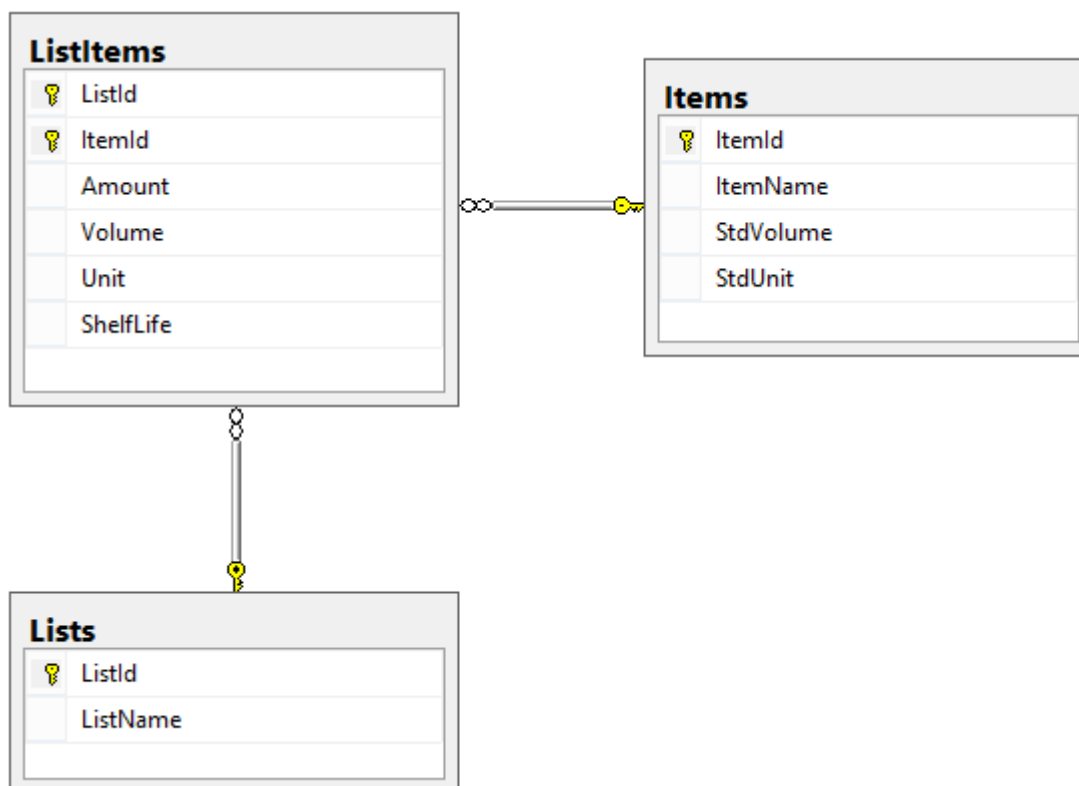 ListItems
ListId
ItemId
Amount
Volume
Unit
ShelfLife
Items
ItemId
ItemName
StdVolume
StdUnit
Lists
ListId
ListName